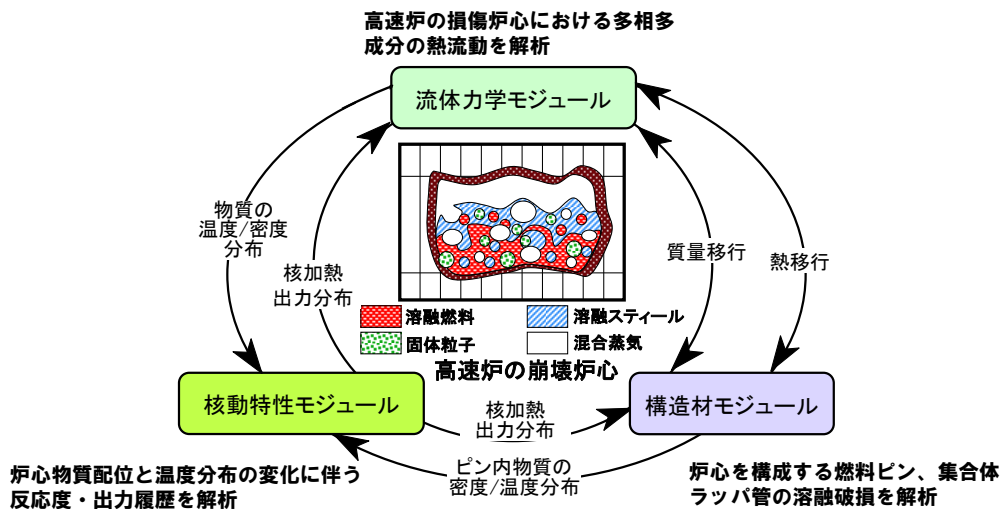 高速炉の損傷炉心における多相多
成分の熱流動を解析
流体力学モジュール
物質の
温度/密度
分布
核加熱
出力分布
質量移行
熱移行
溶融燃料
溶融スティール
固体粒子
混合蒸気
高速炉の崩壊炉心
核動特性モジュール
核加熱
出力分布
構造材モジュール
ピン内物質の
密度/温度分布
炉心物質配位と温度分布の変化に伴う
反応度・出力履歴を解析
炉心を構成する燃料ピン、集合体
ラッパ管の溶融破損を解析